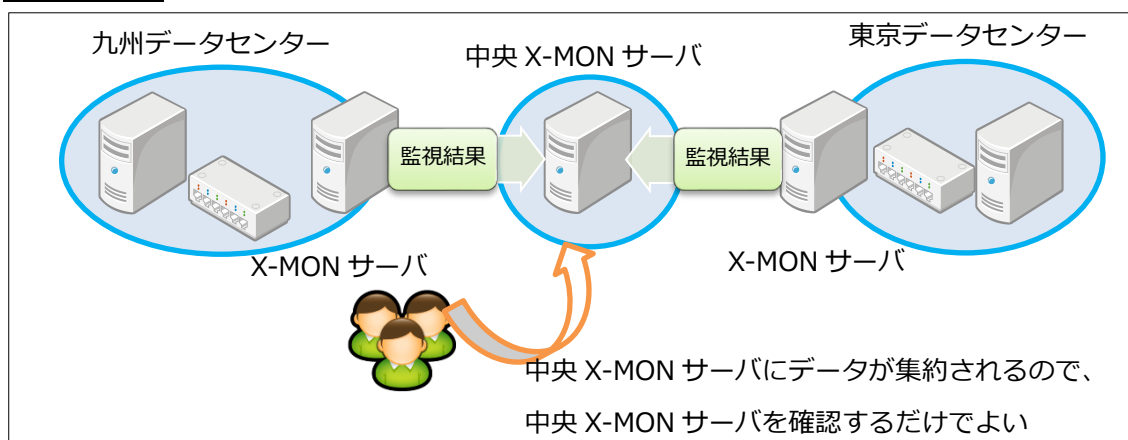 九州データセンター
中央 X-MON サーバ
東京データセンター
監視結果
監視結果
X-MON サーバ
X-MON サーバ
中央 X-MON サーバにデータが集約されるので、
中央 X-MON サーバを確認するだけでよい